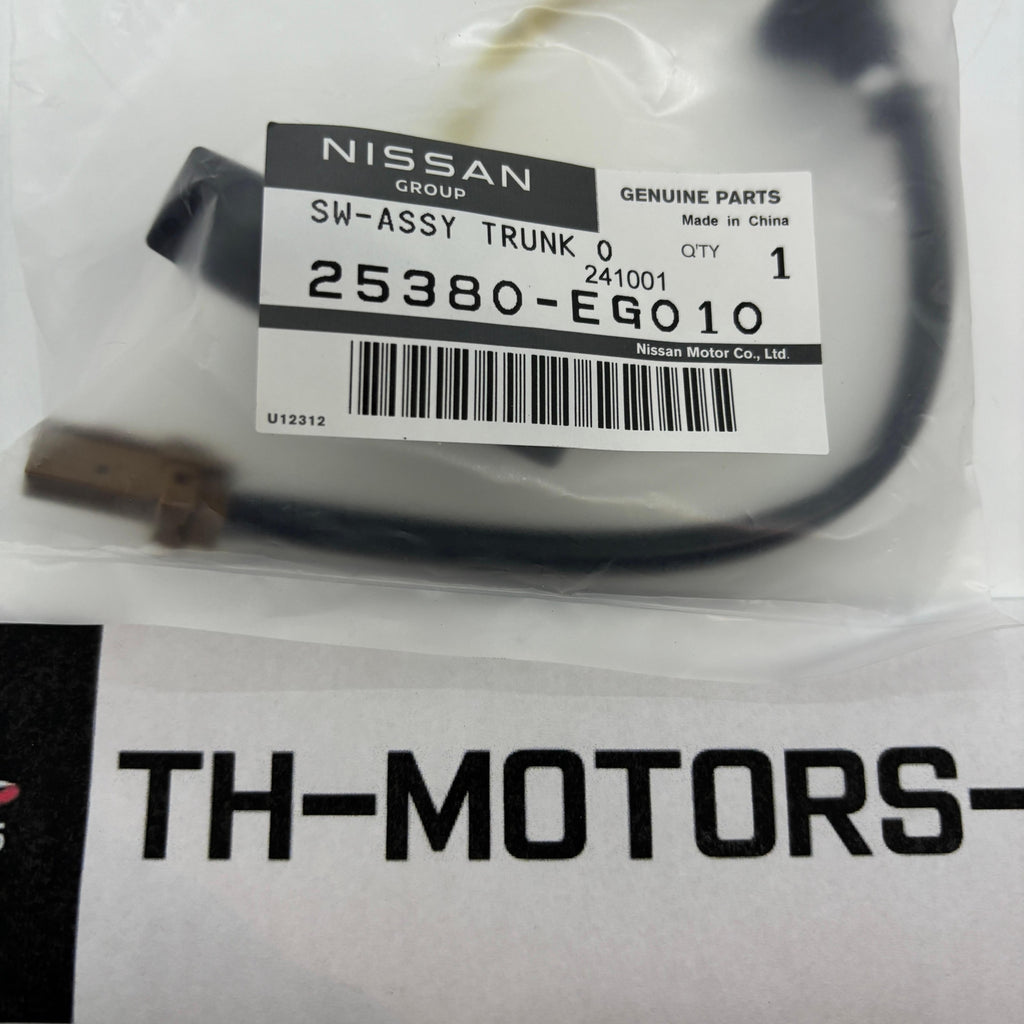 NISSAN
GROUP
GENUINE PARTS
Made in China
SW-ASSY TRUNK O
Q'TY 1
241001
25380-EG010
Nissan Motor Co., Ltd.
U12312
TH-MOTORS-